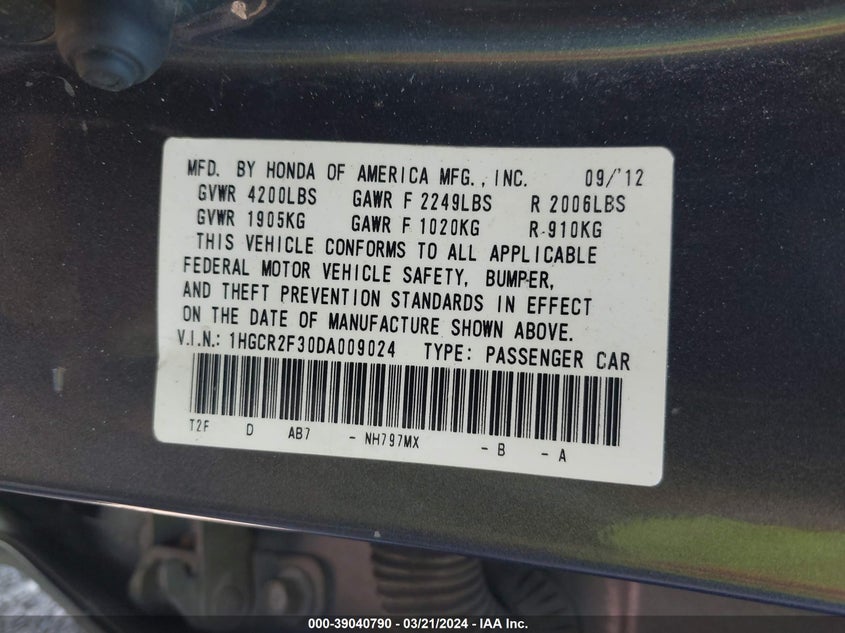 MFD. BY HONDA OF AMERICA MFG., INC. 09/'12
GVWR 4200LBS GAWR F 2249LBS R 2006LBS
GVWR 1905KG GAWR F 1020KG R 910KG
THIS VEHICLE CONFORMS TO ALL APPLICABLE
FEDERAL MOTOR VEHICLE SAFETY, BUMPER,
AND THEFT PREVENTION STANDARDS IN EFFECT
ON THE DATE OF MANUFACTURE SHOWN ABOVE.
V.I.N.: 1HGCR2F30DA009024 TYPE: PASSENGER CAR
T2F D AB7 - NH797MX - B - A
000-39040790 - 03/21/2024 - IAA Inc.